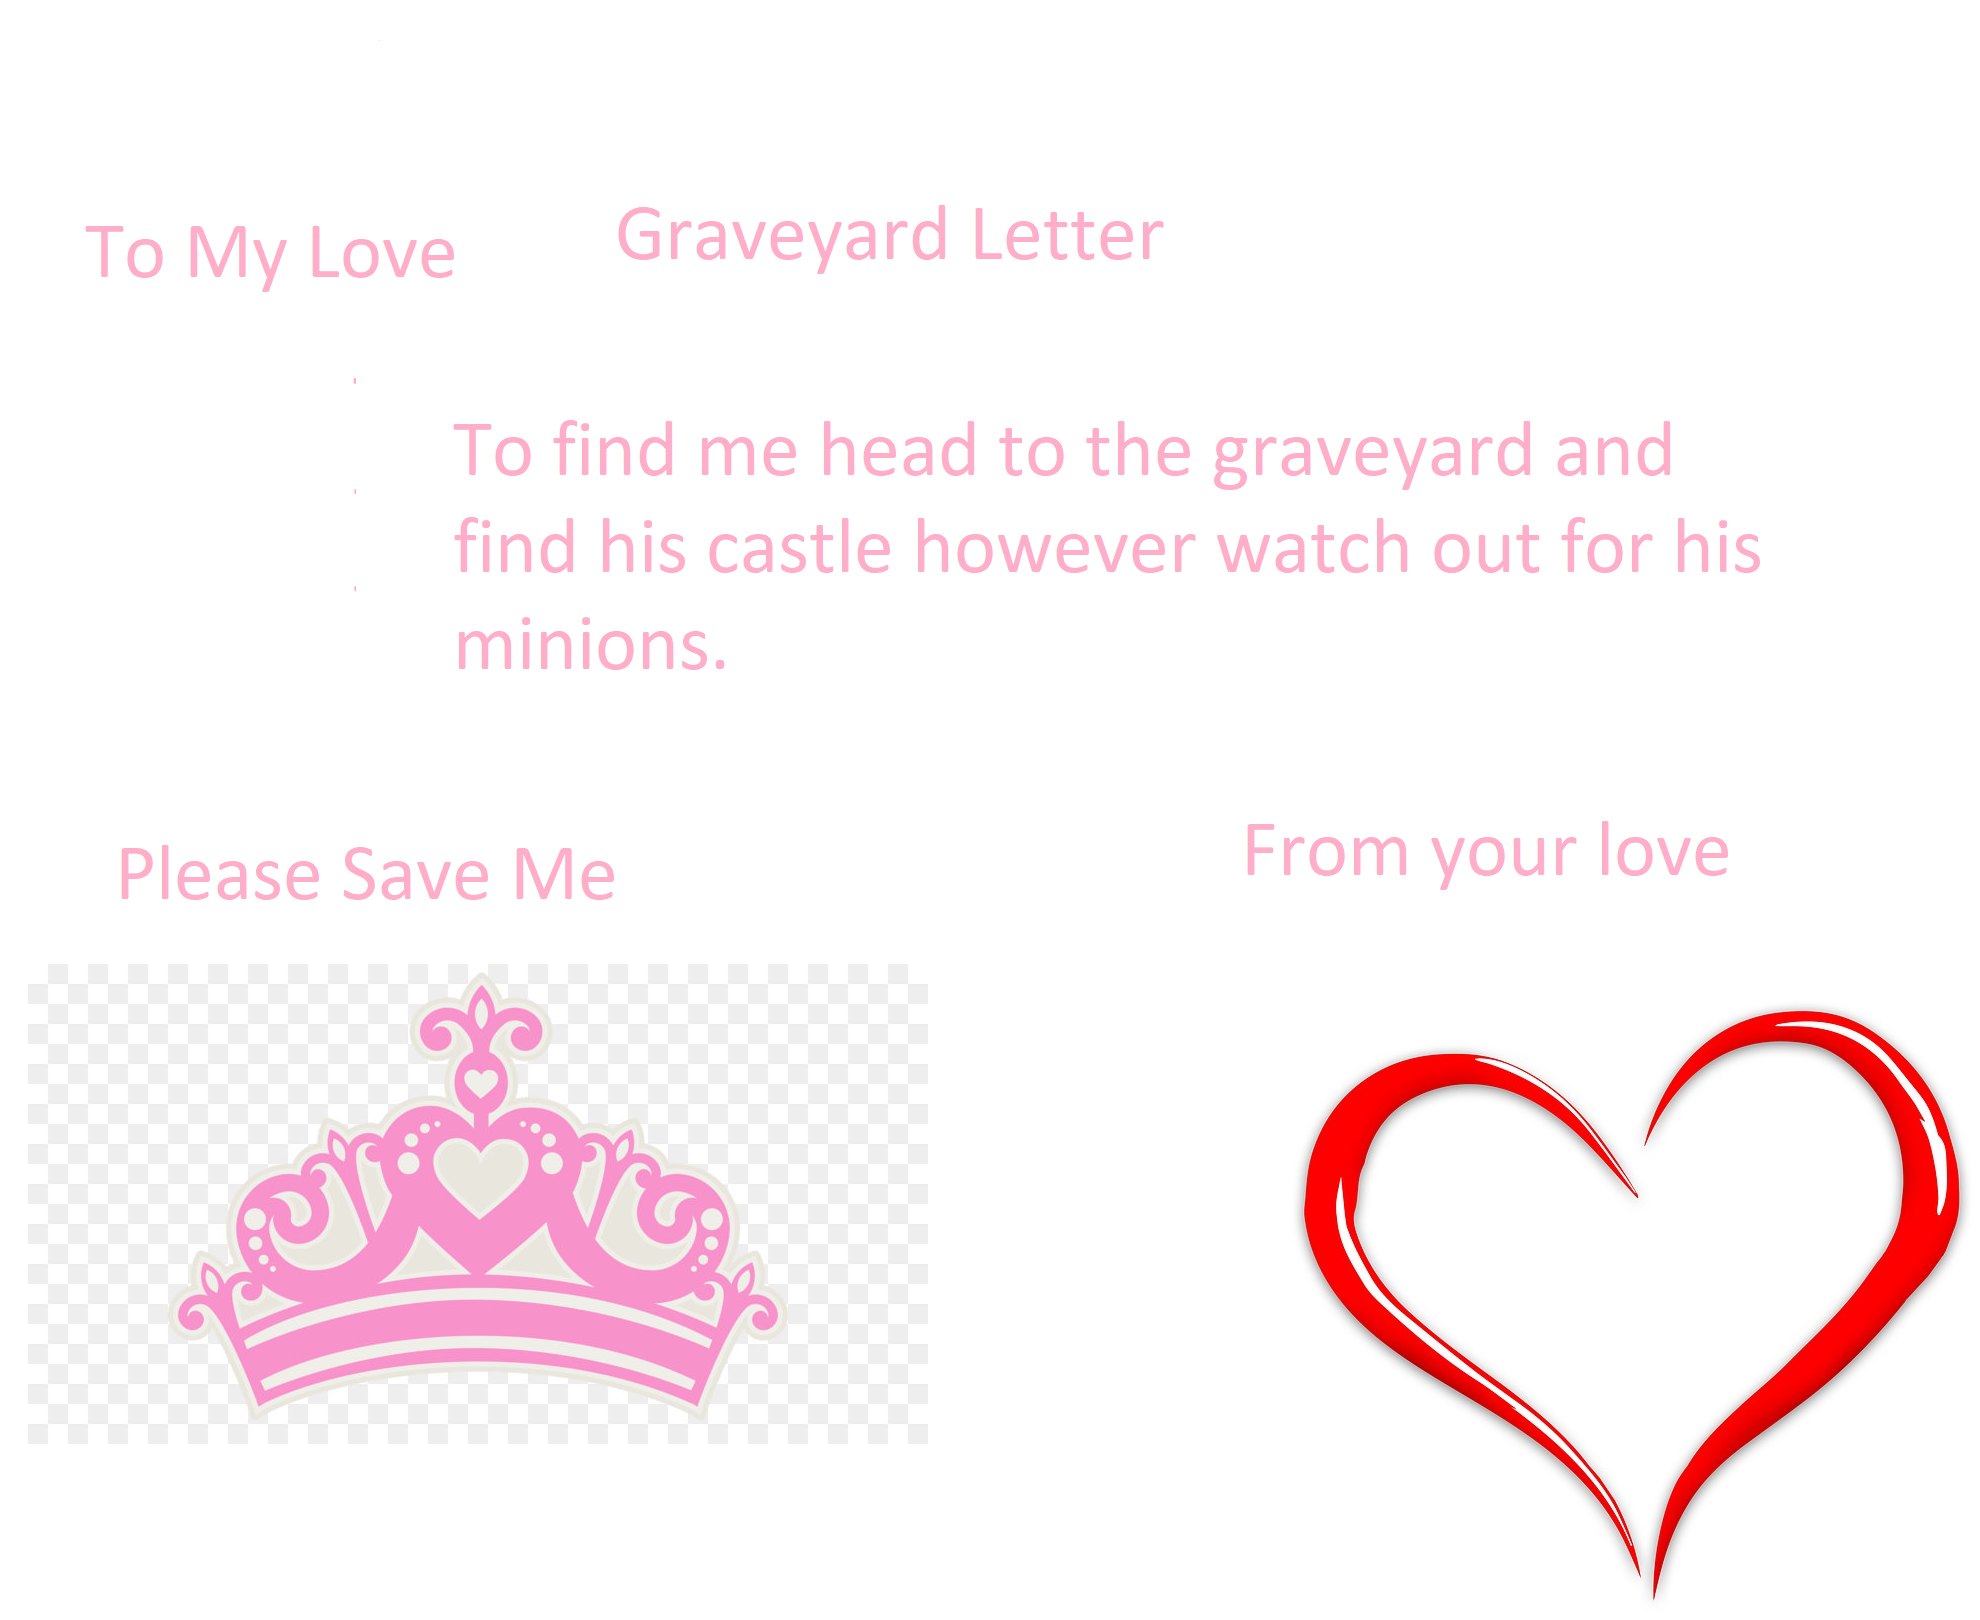 Graveyard Letter
To My Love
To find me head to the graveyard and
find his castle however watch out for his
minions.
Please Save Me
From your love